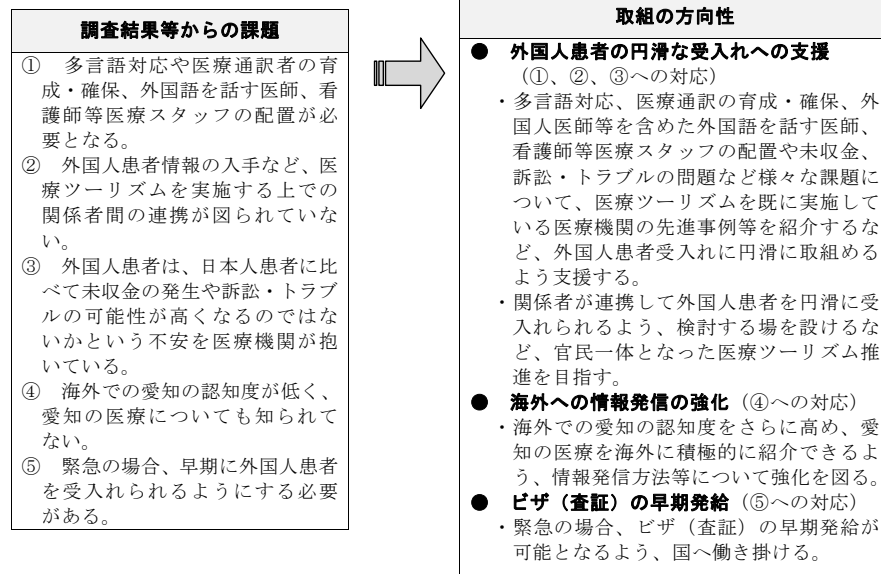 調査結果等からの課題
① 多言語対応や医療通訳者の育
成・確保、外国語を話す医師、看
護師等医療スタッフの配置が必
要となる。
② 外国人患者情報の入手など、医
療ツーリズムを実施する上での
関係者間の連携が図られていな
い。
③ 外国人患者は、日本人患者に比
べて未収金の発生や訴訟・トラブ
ルの可能性が高くなるのではな
いかという不安を医療機関が抱
いている。
④ 海外での愛知の認知度が低く、
愛知の医療についても知られて
ない。
⑤ 緊急の場合、早期に外国人患者
を受入れられるようにする必要
がある。
取組の方向性
● 外国人患者の円滑な受入れへの支援
（①、②、③への対応）
・多言語対応、医療通訳の育成・確保、外
国人医師等を含めた外国語を話す医師、
看護師等医療スタッフの配置や未収金、
訴訟・トラブルの問題など様々な課題に
ついて、医療ツーリズムを既に実施して
いる医療機関の先進事例等を紹介するな
ど、外国人患者受入れに円滑に取組める
よう支援する。
・関係者が連携して外国人患者を円滑に受
入れられるよう、検討する場を設けるな
ど、官民一体となった医療ツーリズム推
進を目指す。
● 海外への情報発信の強化（④への対応）
・海外での愛知の認知度をさらに高め、愛
知の医療を海外に積極的に紹介できるよ
う、情報発信方法等について強化を図る。
● ビザ（査証）の早期発給（⑤への対応）
・緊急の場合、ビザ（査証）の早期発給が
可能となるよう、国へ働き掛ける。